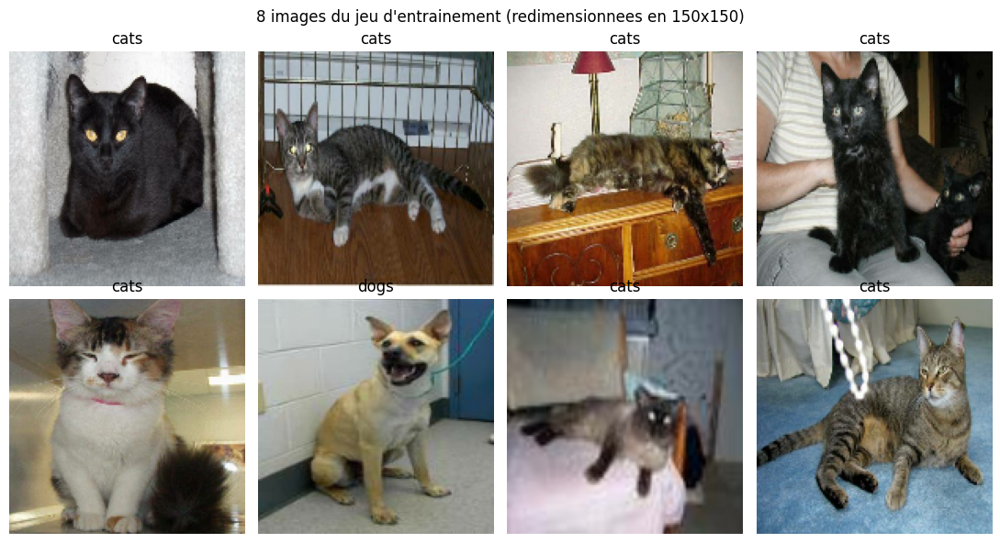 8 images du jeu d'entrainement (redimensionnees en 150x150)
cats cats cats cats
cats dogs cats cats